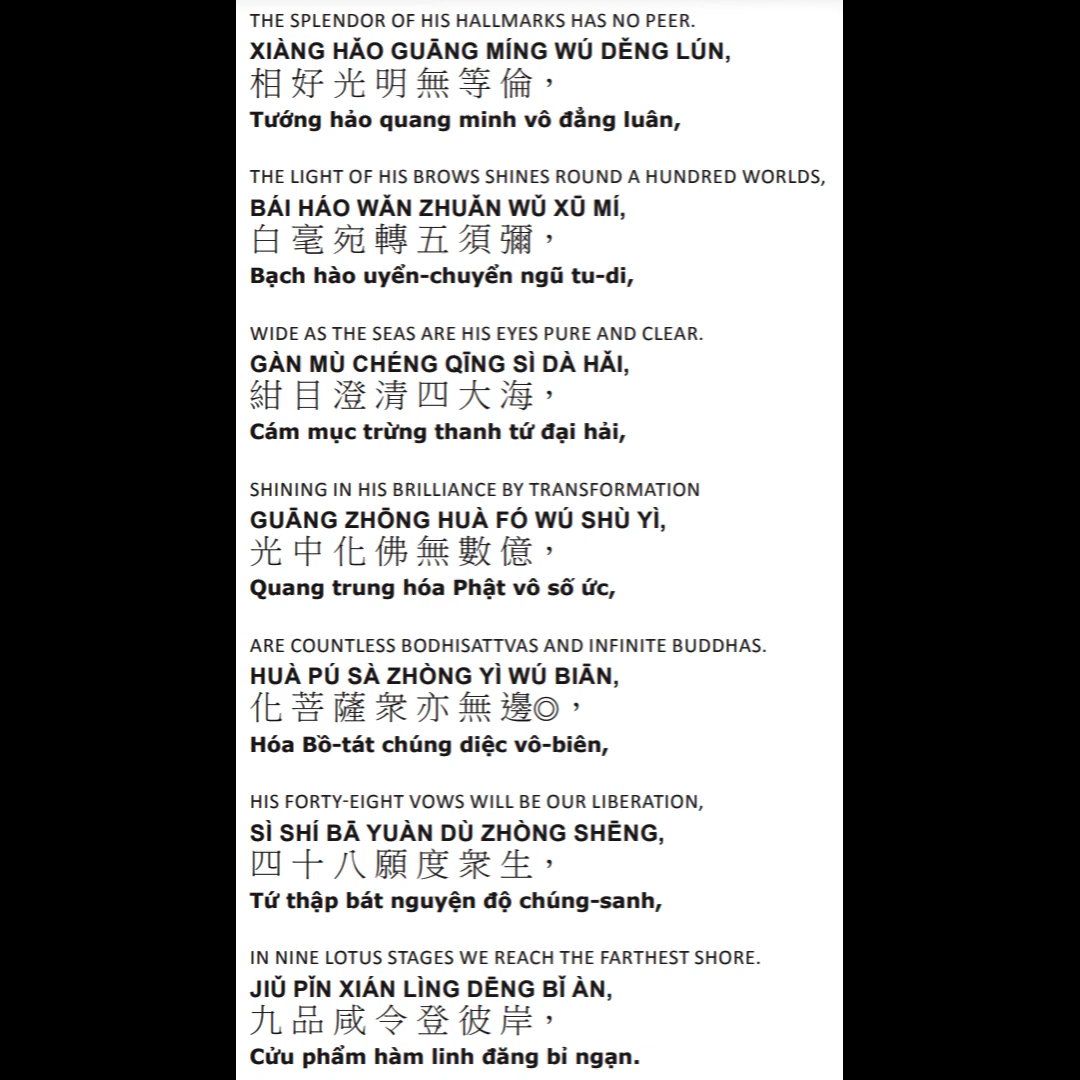 THE SPLENDOR OF HIS HALLMARKS HAS NO PEER.
XIÀNG HǍO GUĀNG MÍNG WÚ DĚNG LÚN,
相好光明無等倫，
Tướng hảo quang minh vô đẳng luân,
THE LIGHT OF HIS BROWS SHINES ROUND A HUNDRED WORLDS,
BÁI HÁO WǍN ZHUǍN WǓ XŪ MÍ,
白毫宛轉五須彌，
Bạch hào uyển-chuyển ngũ tu-di,
WIDE AS THE SEAS ARE HIS EYES PURE AND CLEAR.
GÀN MÙ CHÉNG QĪNG SÌ DÀ HǍI,
紺目澄清四大海，
Cám mục trừng thanh tứ đại hải,
SHINING IN HIS BRILLIANCE BY TRANSFORMATION
GUĀNG ZHŌNG HUÀ FÓ WÚ SHÙ YÌ,
光中化佛無數億，
Quang trung hóa Phật vô số ức,
ARE COUNTLESS BODHISATTVAS AND INFINITE BUDDHAS.
HUÀ PÚ SÀ ZHÒNG YÌ WÚ BIĀN,
化菩薩衆亦無邊◎，
Hóa Bồ-tát chúng diệc vô-biên,
HIS FORTY-EIGHT VOWS WILL BE OUR LIBERATION,
SÌ SHÍ BĀ YUÀN DÙ ZHÒNG SHĒNG,
四十八願度衆生，
Tứ thập bát nguyện độ chúng-sanh,
IN NINE LOTUS STAGES WE REACH THE FARTHEST SHORE.
JIǓ PǏN XIÁN LÌNG DĒNG BǏ ÀN,
九品咸令登彼岸，
Cửu phẩm hàm linh đăng bỉ ngạn.